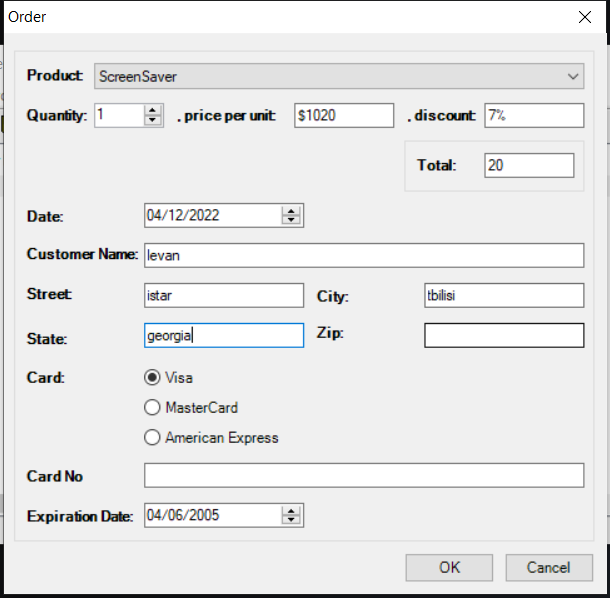 Order
Product: ScreenSaver
Quantity: 1 , price per unit: $1020 , discount: 7%
Total: 20
Date: 04/12/2022
Customer Name: levan
Street: istar City: tbilisi
State: georgia Zip:
Card: Visa
MasterCard
American Express
Card No
Expiration Date: 04/06/2005
OK Cancel